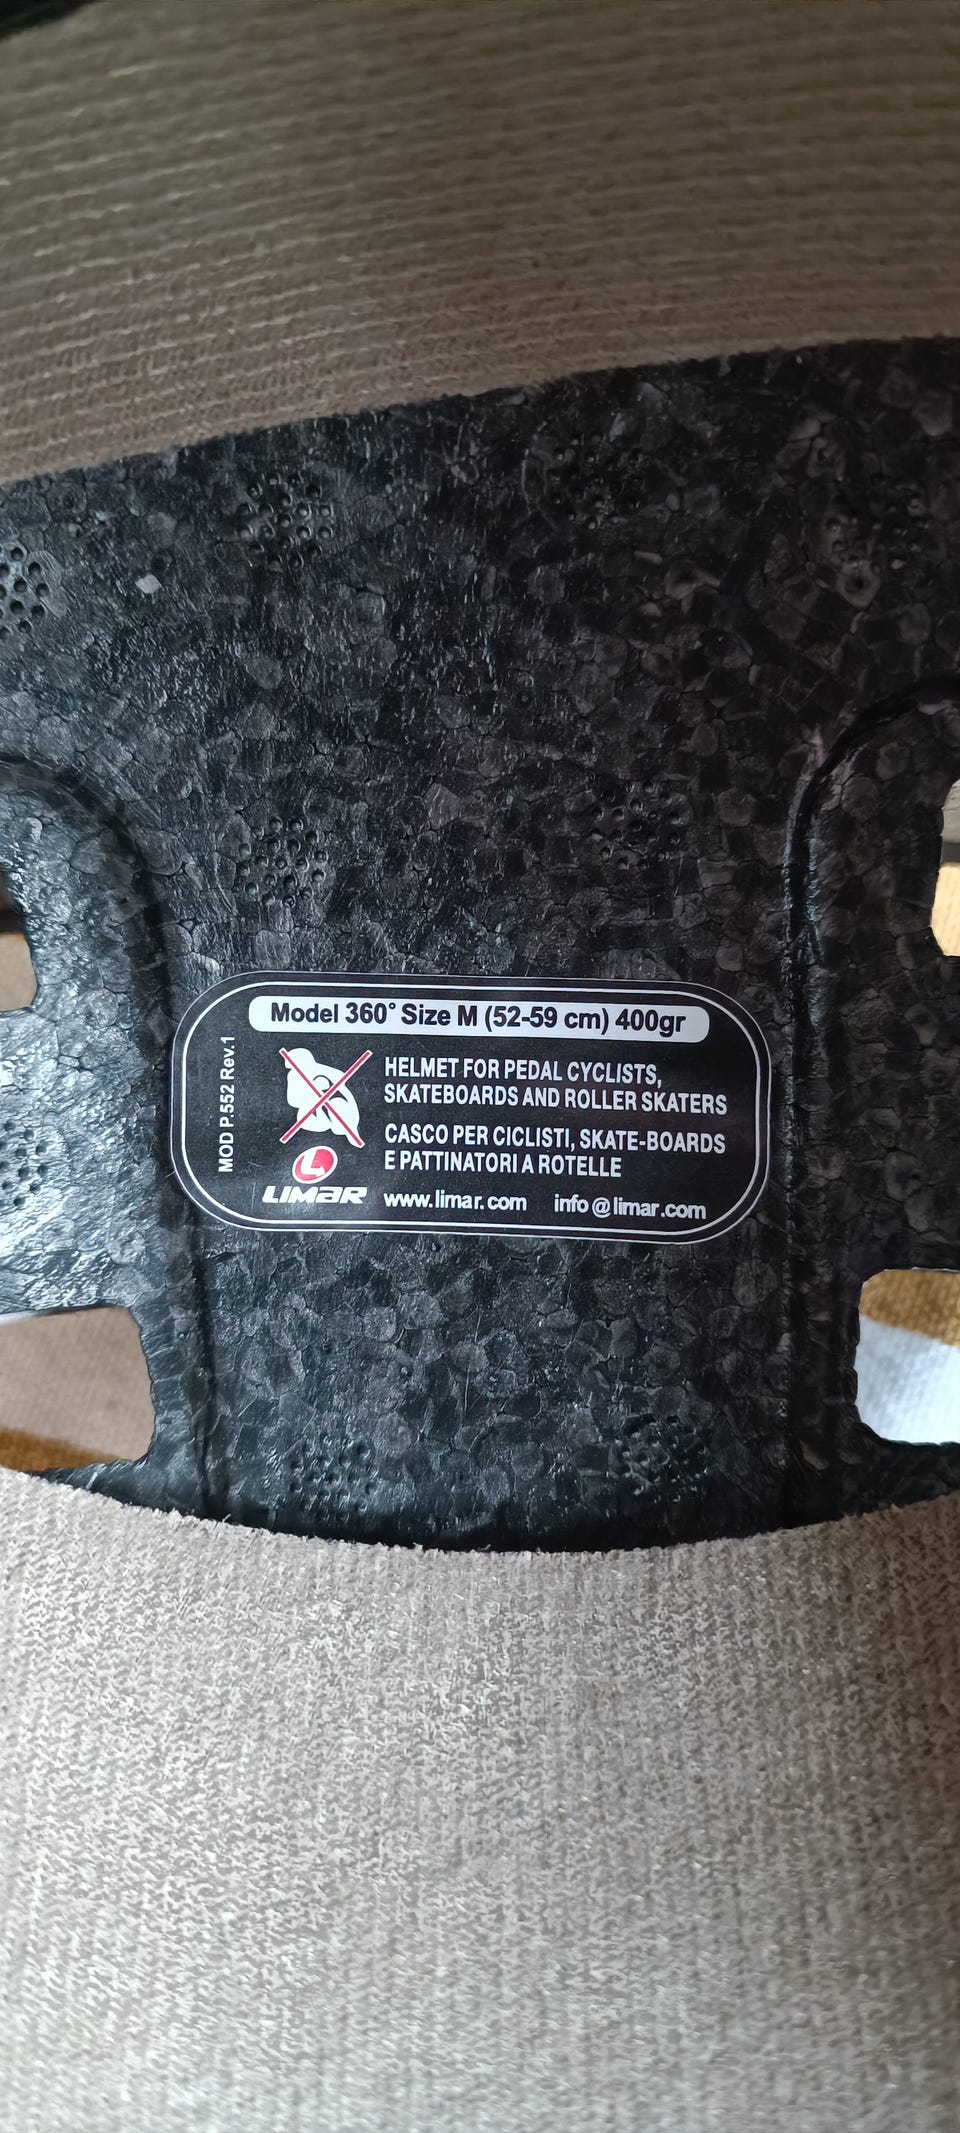 Model 360° Size M (52-59 cm) 400gr
MOD P.552 Rev.1
HELMET FOR PEDAL CYCLISTS,
SKATEBOARDS AND ROLLER SKATERS
CASCO PER CICLISTI, SKATE-BOARDS
E PATTINATORI A ROTELLE
LIMAR
www.limar.com info@limar.com